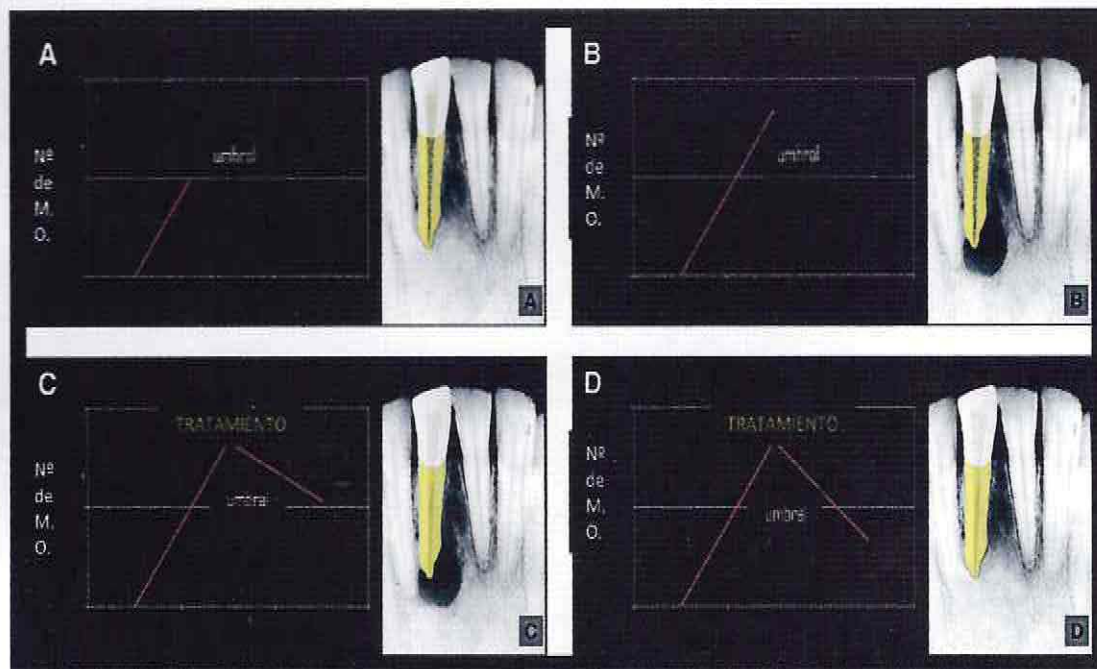 A
Nº
de
M.
O.
umbral
A
B
Nº
de
M.
O.
umbral
B
C
Nº
de
M.
O.
TRATAMIENTO
umbral
C
D
Nº
de
M.
O.
TRATAMIENTO
umbral
D